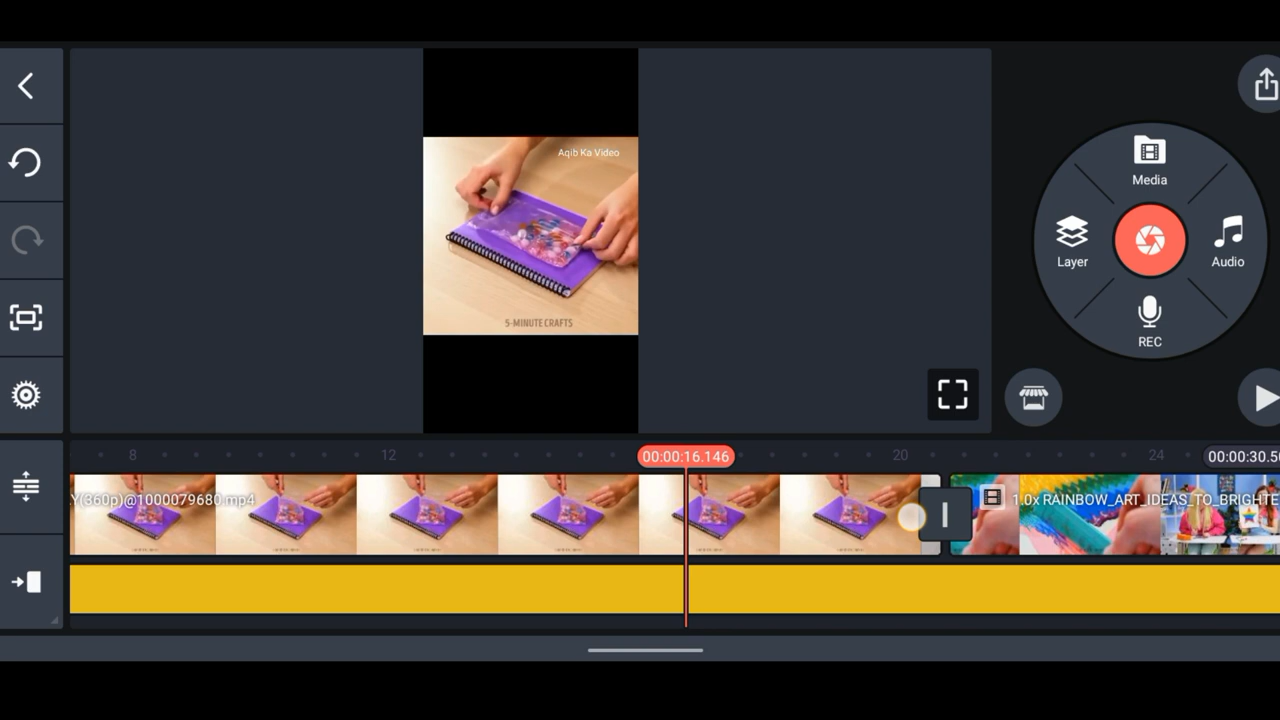 Aqib Ka Video
5-MINUTE CRAFTS
Media
Layer
Audio
REC
8
12
00:00:16.146
20
24
00:00:30.50
Y(360p)@1000079680.mp4
1.0x RAINBOW_ART_IDEAS_TO_BRIGHTE